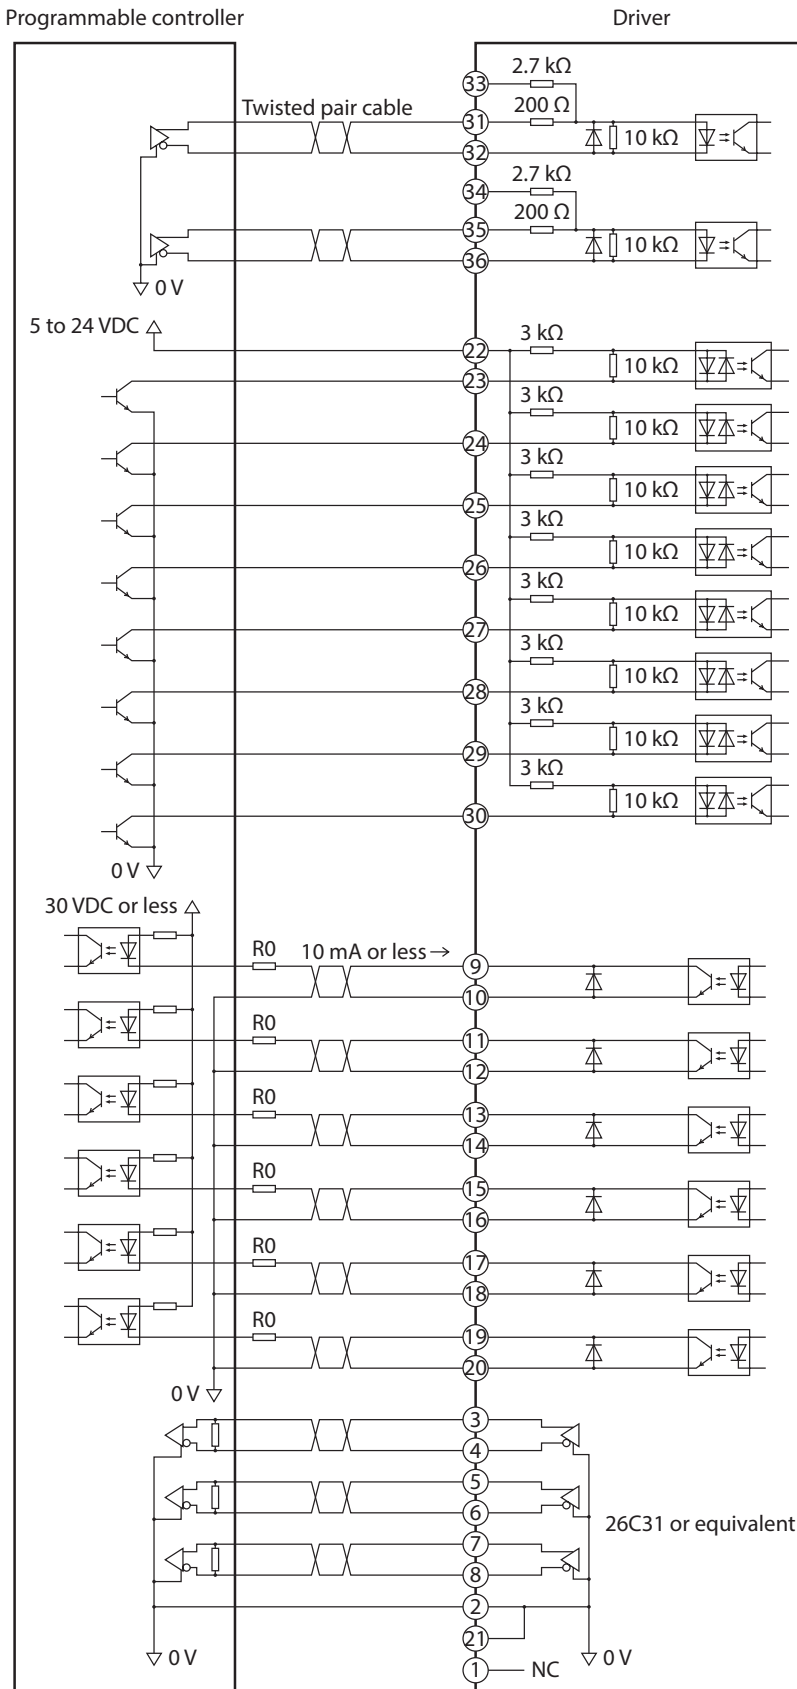 Programmable controller
Driver
33
2.7 kΩ
Twisted pair cable
31
200 Ω
10 kΩ
32
34
2.7 kΩ
35
200 Ω
10 kΩ
36
0 V
5 to 24 VDC
22
3 kΩ
10 kΩ
23
3 kΩ
10 kΩ
24
3 kΩ
10 kΩ
25
3 kΩ
10 kΩ
26
3 kΩ
10 kΩ
27
3 kΩ
10 kΩ
28
3 kΩ
10 kΩ
29
3 kΩ
10 kΩ
30
0 V
30 VDC or less
R0
10 mA or less →
9
10
R0
11
12
R0
13
14
R0
15
16
R0
17
18
R0
19
20
0 V
3
4
5
6
26C31 or equivalent
7
8
2
21
0 V
0 V
1
NC